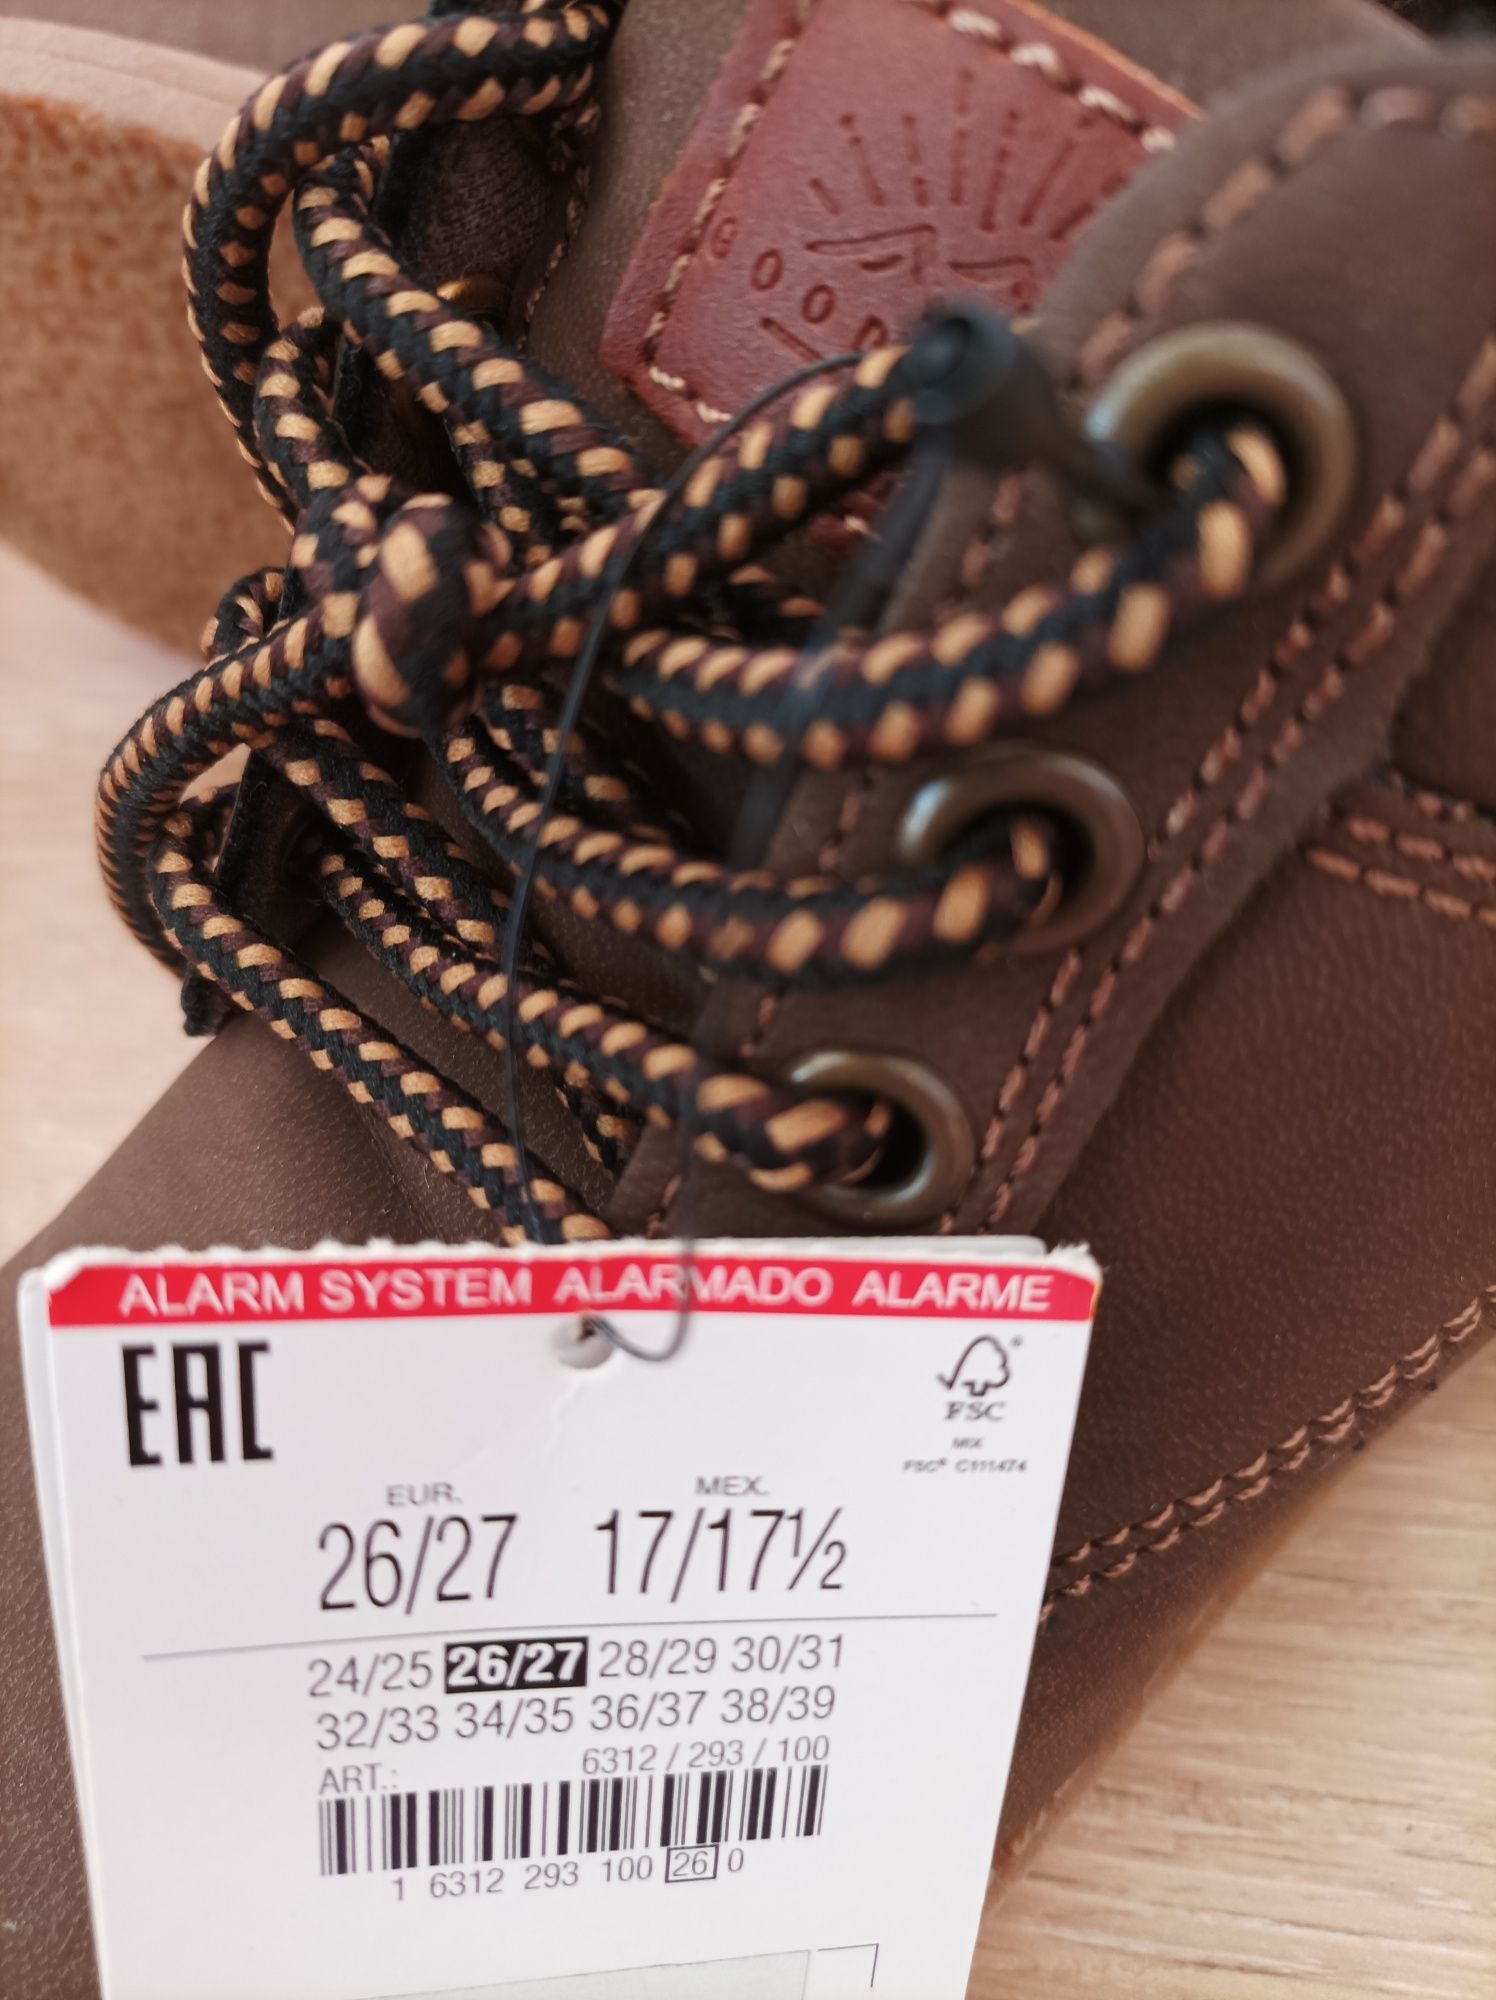 GOOD
ALARM SYSTEM ALARMADO ALARME
EAC
FSC
MIX
FSC® C111474
EUR. MEX.
26/27 17/17½
24/25 26/27 28/29 30/31
32/33 34/35 36/37 38/39
ART.: 6312 / 293 / 100
1 6312 293 100 26 0